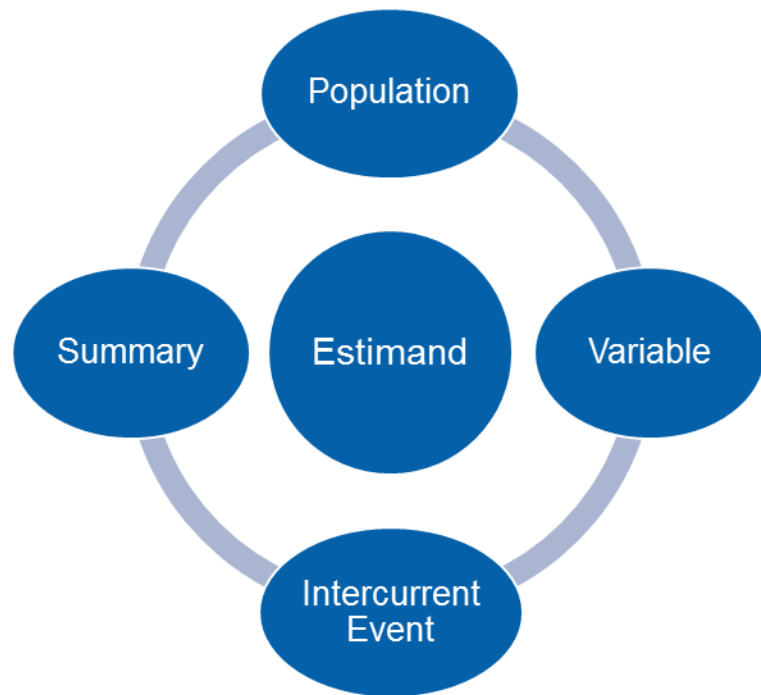 Population
Summary
Estimand
Variable
Intercurrent
Event